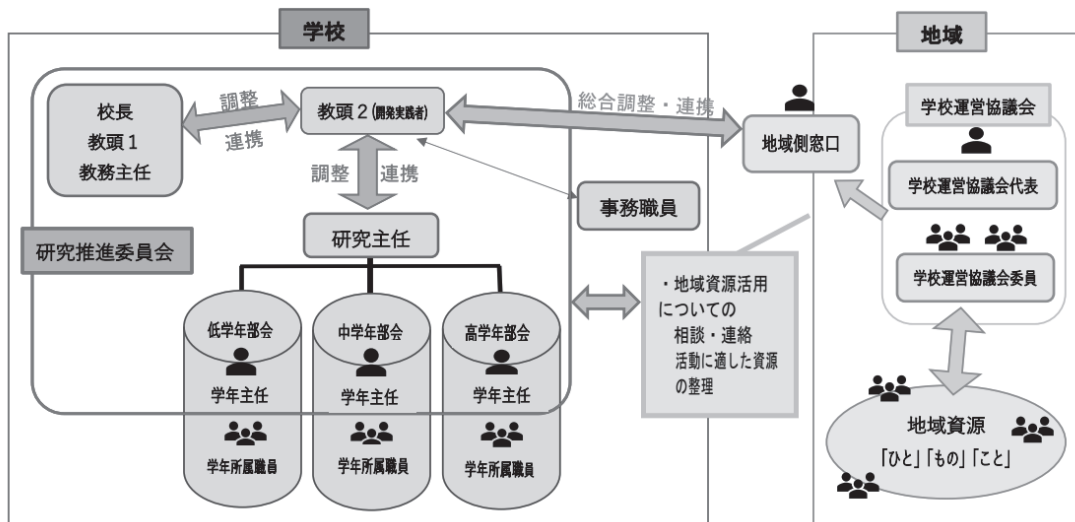 学校
校長
教頭１
教務主任
調整
連携
教頭２(開発実践者)
総合調整・連携
調整
連携
事務職員
研究主任
研究推進委員会
低学年部会
学年主任
学年所属職員
中学年部会
学年主任
学年所属職員
高学年部会
学年主任
学年所属職員
・地域資源活用
についての
相談・連絡
活動に適した資源
の整理
地域
地域側窓口
学校運営協議会
学校運営協議会代表
学校運営協議会委員
地域資源
「ひと」「もの」「こと」